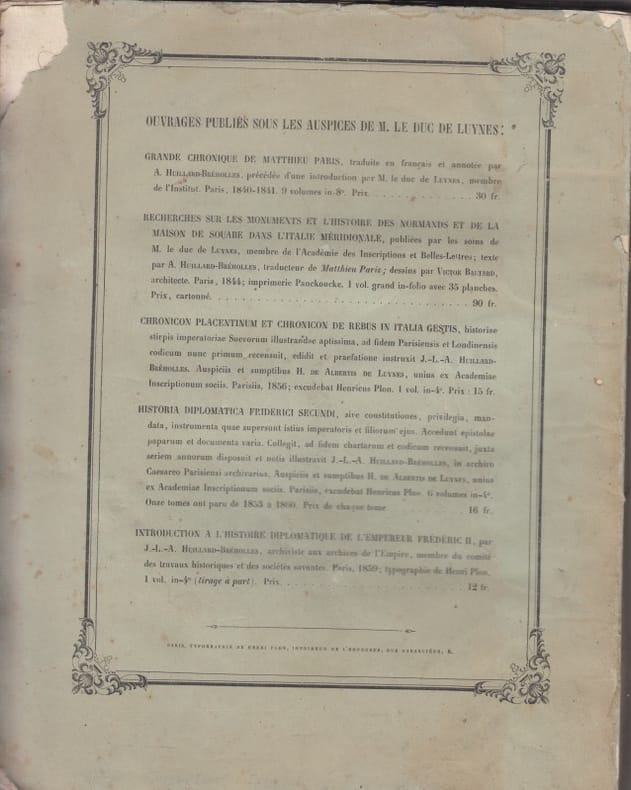 OUVRAGES PUBLIÉS SOUS LES AUSPICES DE M. LE DUC DE LUYNES:
GRANDE CHRONIQUE DE MATTHIEU PARIS, traduite en français et annotée par
A. HUILLARD-BRÉHOLLES, précédée d'une introduction par M. le duc de LUYNES, membre
de l'Institut. Paris, 1840-1841. 9 volumes in-8º. Prix. . . . . . . . . . . . . . 30 fr.
RECHERCHES SUR LES MONUMENTS ET L'HISTOIRE DES NORMANDS ET DE LA
MAISON DE SOUABE DANS L'ITALIE MÉRIDIONALE, publiées par les soins de
M. le duc de LUYNES, membre de l'Académie des Inscriptions et Belles-Lettres; texte
par A. HUILLARD-BRÉHOLLES, traducteur de Matthieu Paris; dessins par VICTOR BALTARD,
architecte. Paris, 1844; imprimerie Panckoucke. 1 vol. grand in-folio avec 35 planches.
Prix, cartonné. . . . . . . . . . . . . . . . . . . . . . . . . . . . . 90 fr.
CHRONICON PLACENTINUM ET CHRONICON DE REBUS IN ITALIA GESTIS, historiae
stirpis imperatoriae Suevorum illustrandae aptissima, ad fidem Parisiensis et Londinensis
codicum nunc primum recensuit, edidit et praefatione instruxit J.-L.-A. HUILLARD-
BRÉHOLLES. Auspiciis et sumptibus H. DE ALBERTIS DE LUYNES, unius ex Academiae
Inscriptionum sociis. Parisiis, 1856; excudebat Henricus Plon. 1 vol. in-4º. Prix : 15 fr.
HISTORIA DIPLOMATICA FRIDERICI SECUNDI, sive constitutiones, privilegia, man-
data, instrumenta quae supersunt istius imperatoris et filiorum ejus. Accedunt epistolae
paparum et documenta varia. Collegit, ad fidem chartarum et codicum recensuit, juxta
seriem annorum disposuit et notis illustravit J.-L.-A. HUILLARD-BRÉHOLLES, in archivo
Caesareo Parisiensi archivarius. Auspiciis et sumptibus H. DE ALBERTIS DE LUYNES, unius
ex Academiae Inscriptionum sociis. Parisiis, excudebat Henricus Plon. 6 volumes in-4º.
Onze tomes ont paru de 1853 à 1860. Prix de chaque tome 16 fr.
INTRODUCTION A L'HISTOIRE DIPLOMATIQUE DE L'EMPEREUR FRÉDÉRIC II, par
J.-L.-A. HUILLARD-BRÉHOLLES, archiviste aux archives de l'Empire, membre du comité
des travaux historiques et des sociétés savantes. Paris, 1859; typographie de Henri Plon.
1 vol. in-4º (tirage à part). Prix. . . . . . . . . . . . . . . . . . . . . . . 12 fr.
PARIS, TYPOGRAPHIE DE HENRI PLON, IMPRIMEUR DE L'EMPEREUR, RUE GARANCIÈRE, 8.